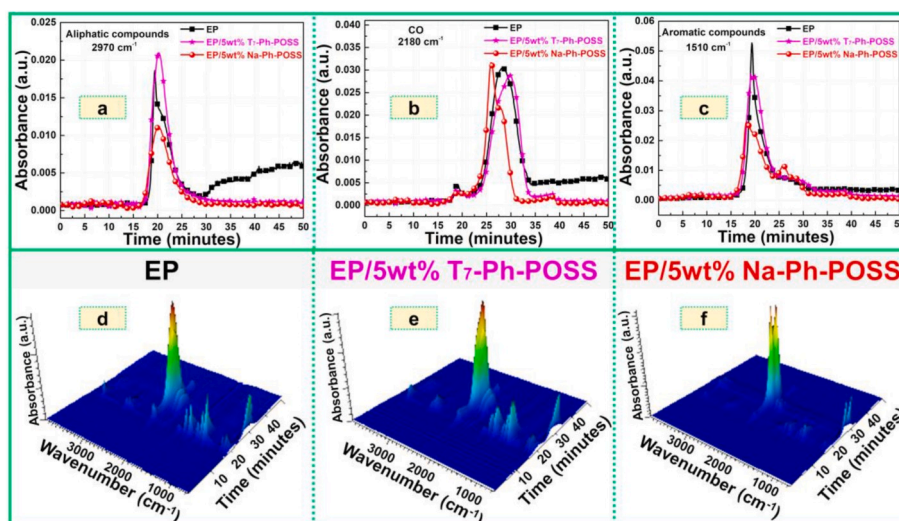 Aliphatic compounds
2970 cm⁻¹
EP
EP/5wt% T₇-Ph-POSS
EP/5wt% Na-Ph-POSS
a
Absorbance (a.u.)
0.025
0.020
0.015
0.010
0.005
0.000
0 5 10 15 20 25 30 35 40 45 50
Time (minutes)
CO
2180 cm⁻¹
EP
EP/5wt% T₇-Ph-POSS
EP/5wt% Na-Ph-POSS
b
Absorbance (a.u.)
0.040
0.035
0.030
0.025
0.020
0.015
0.010
0.005
0.000
0 5 10 15 20 25 30 35 40 45 50
Time (minutes)
Aromatic compounds
1510 cm⁻¹
EP
EP/5wt% T₇-Ph-POSS
EP/5wt% Na-Ph-POSS
c
Absorbance (a.u.)
0.06
0.05
0.04
0.03
0.02
0.01
0.00
0 5 10 15 20 25 30 35 40 45 50
Time (minutes)
EP
d
Absorbance (a.u.)
3000
2000
1000
Wavenumber (cm⁻¹)
10 20 30 40
Time (minutes)
EP/5wt% T₇-Ph-POSS
e
Absorbance (a.u.)
3000
2000
1000
Wavenumber (cm⁻¹)
10 20 30 40
Time (minutes)
EP/5wt% Na-Ph-POSS
f
Absorbance (a.u.)
3000
2000
1000
Wavenumber (cm⁻¹)
10 20 30 40
Time (minutes)